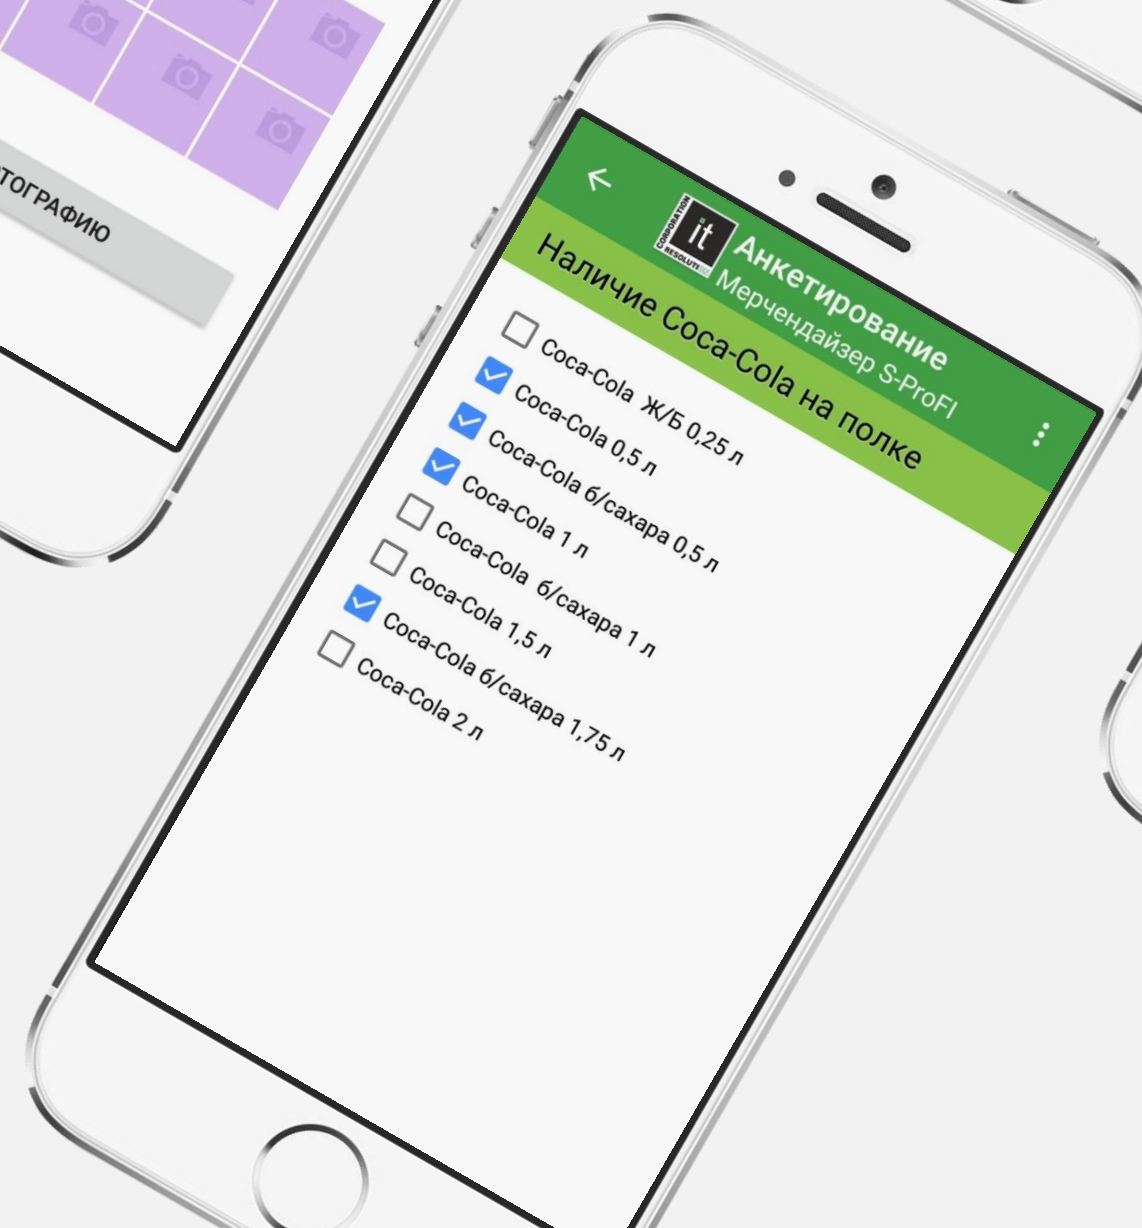 ТОГРАФИЮ
CORPORATION
it
RESOLUTI
Анкетирование
Мерчендайзер S-ProFI
Наличие Coca-Cola на полке
Coca-Cola Ж/Б 0,25 л
Coca-Cola 0,5 л
Coca-Cola б/сахара 0,5 л
Coca-Cola 1 л
Coca-Cola б/сахара 1 л
Coca-Cola 1,5 л
Coca-Cola б/сахара 1,75 л
Coca-Cola 2 л